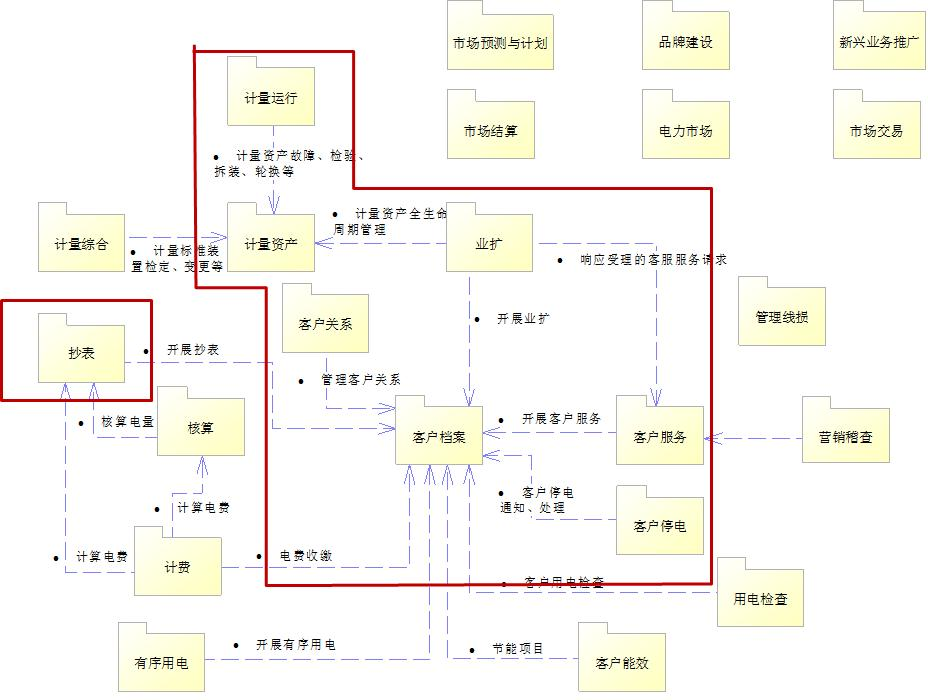 市场预测与计划
品牌建设
新兴业务推广
计量运行
市场结算
电力市场
市场交易
• 计量资产故障、检验、
拆装、轮换等
计量综合
• 计量标准装
置检定、变更等
计量资产
• 计量资产全生命
周期管理
业扩
• 响应受理的客服服务请求
客户关系
• 开展业扩
管理线损
抄表
• 开展抄表
• 管理客户关系
• 核算电量
核算
客户档案
• 开展客户服务
客户服务
营销稽查
• 计算电费
• 客户停电
通知、处理
客户停电
• 计算电费
计费
• 电费收缴
• 客户用电检查
用电检查
有序用电
• 开展有序用电
• 节能项目
客户能效